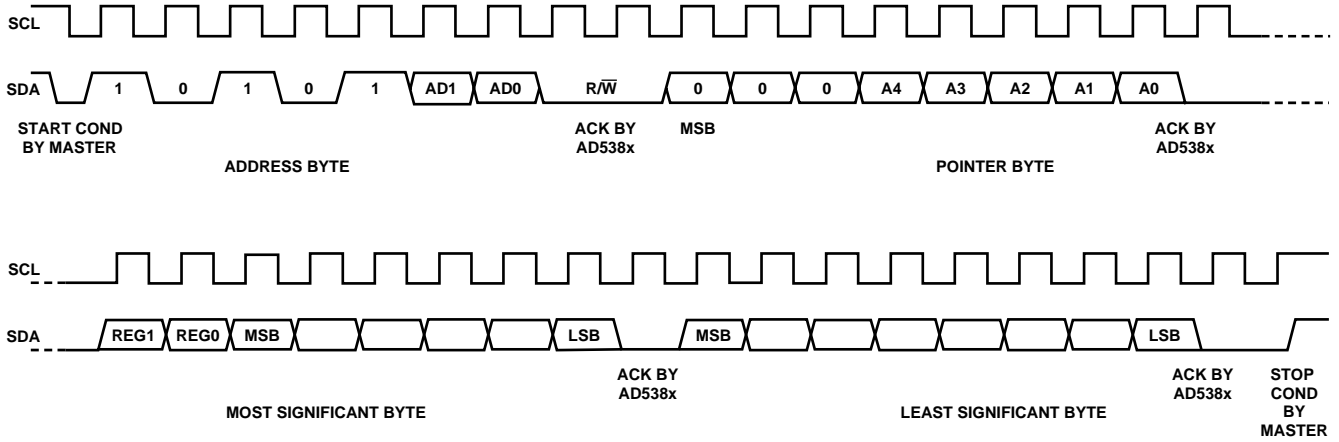 SCL
SDA 1 0 1 0 1 AD1 AD0 R/W̅ 0 0 0 A4 A3 A2 A1 A0
START COND BY MASTER
ACK BY AD538x
MSB
ACK BY AD538x
ADDRESS BYTE
POINTER BYTE
SCL
SDA REG1 REG0 MSB LSB MSB LSB
ACK BY AD538x
ACK BY AD538x
STOP COND BY MASTER
MOST SIGNIFICANT BYTE
LEAST SIGNIFICANT BYTE